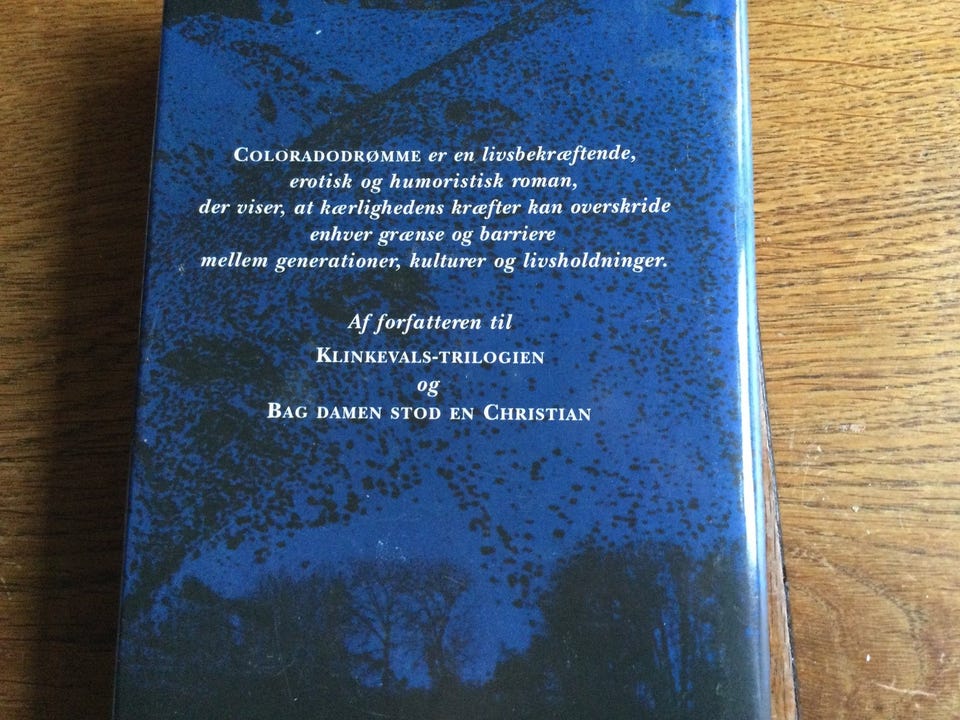 COLORADODRØMME er en livsbekræftende,
erotisk og humoristisk roman,
der viser, at kærlighedens kræfter kan overskride
enhver grænse og barriere
mellem generationer, kulturer og livsholdninger.
Af forfatteren til
KLINKEVALS-TRILOGIEN
og
BAG DAMEN STOD EN CHRISTIAN